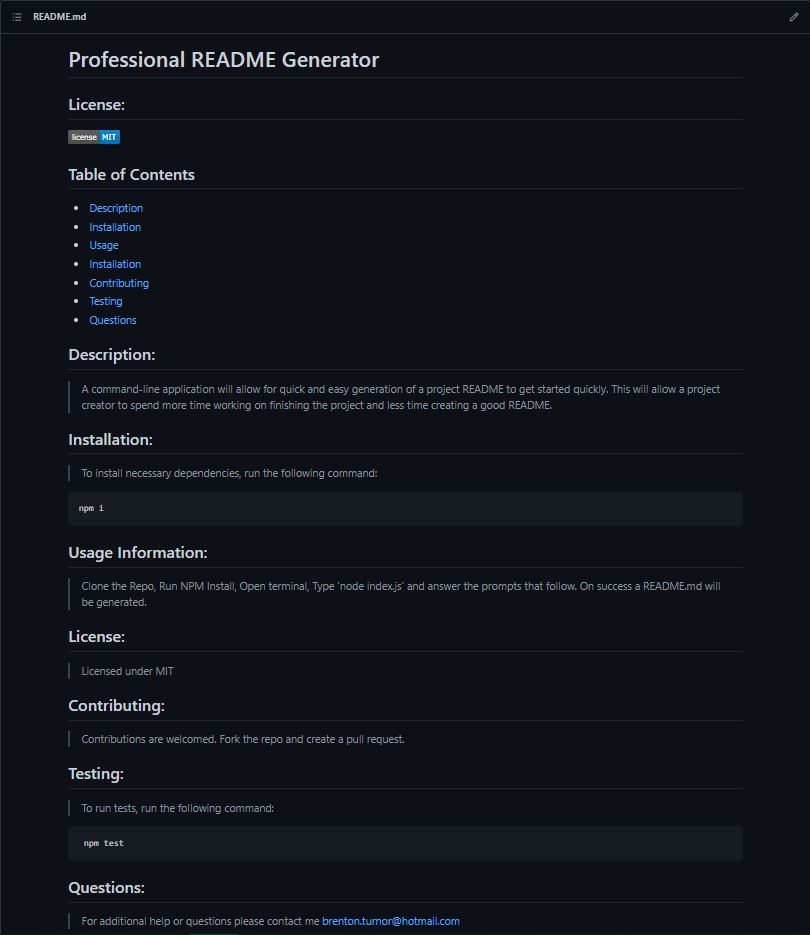 README.md
Professional README Generator
License:
license MIT
Table of Contents
Description
Installation
Usage
Installation
Contributing
Testing
Questions
Description:
A command-line application will allow for quick and easy generation of a project README to get started quickly. This will allow a project
creator to spend more time working on finishing the project and less time creating a good README.
Installation:
To install necessary dependencies, run the following command:
npm i
Usage Information:
Clone the Repo, Run NPM Install, Open terminal, Type 'node index.js' and answer the prompts that follow. On success a README.md will
be generated.
License:
Licensed under MIT
Contributing:
Contributions are welcomed. Fork the repo and create a pull request.
Testing:
To run tests, run the following command:
npm test
Questions:
For additional help or questions please contact me brenton.turnor@hotmail.com